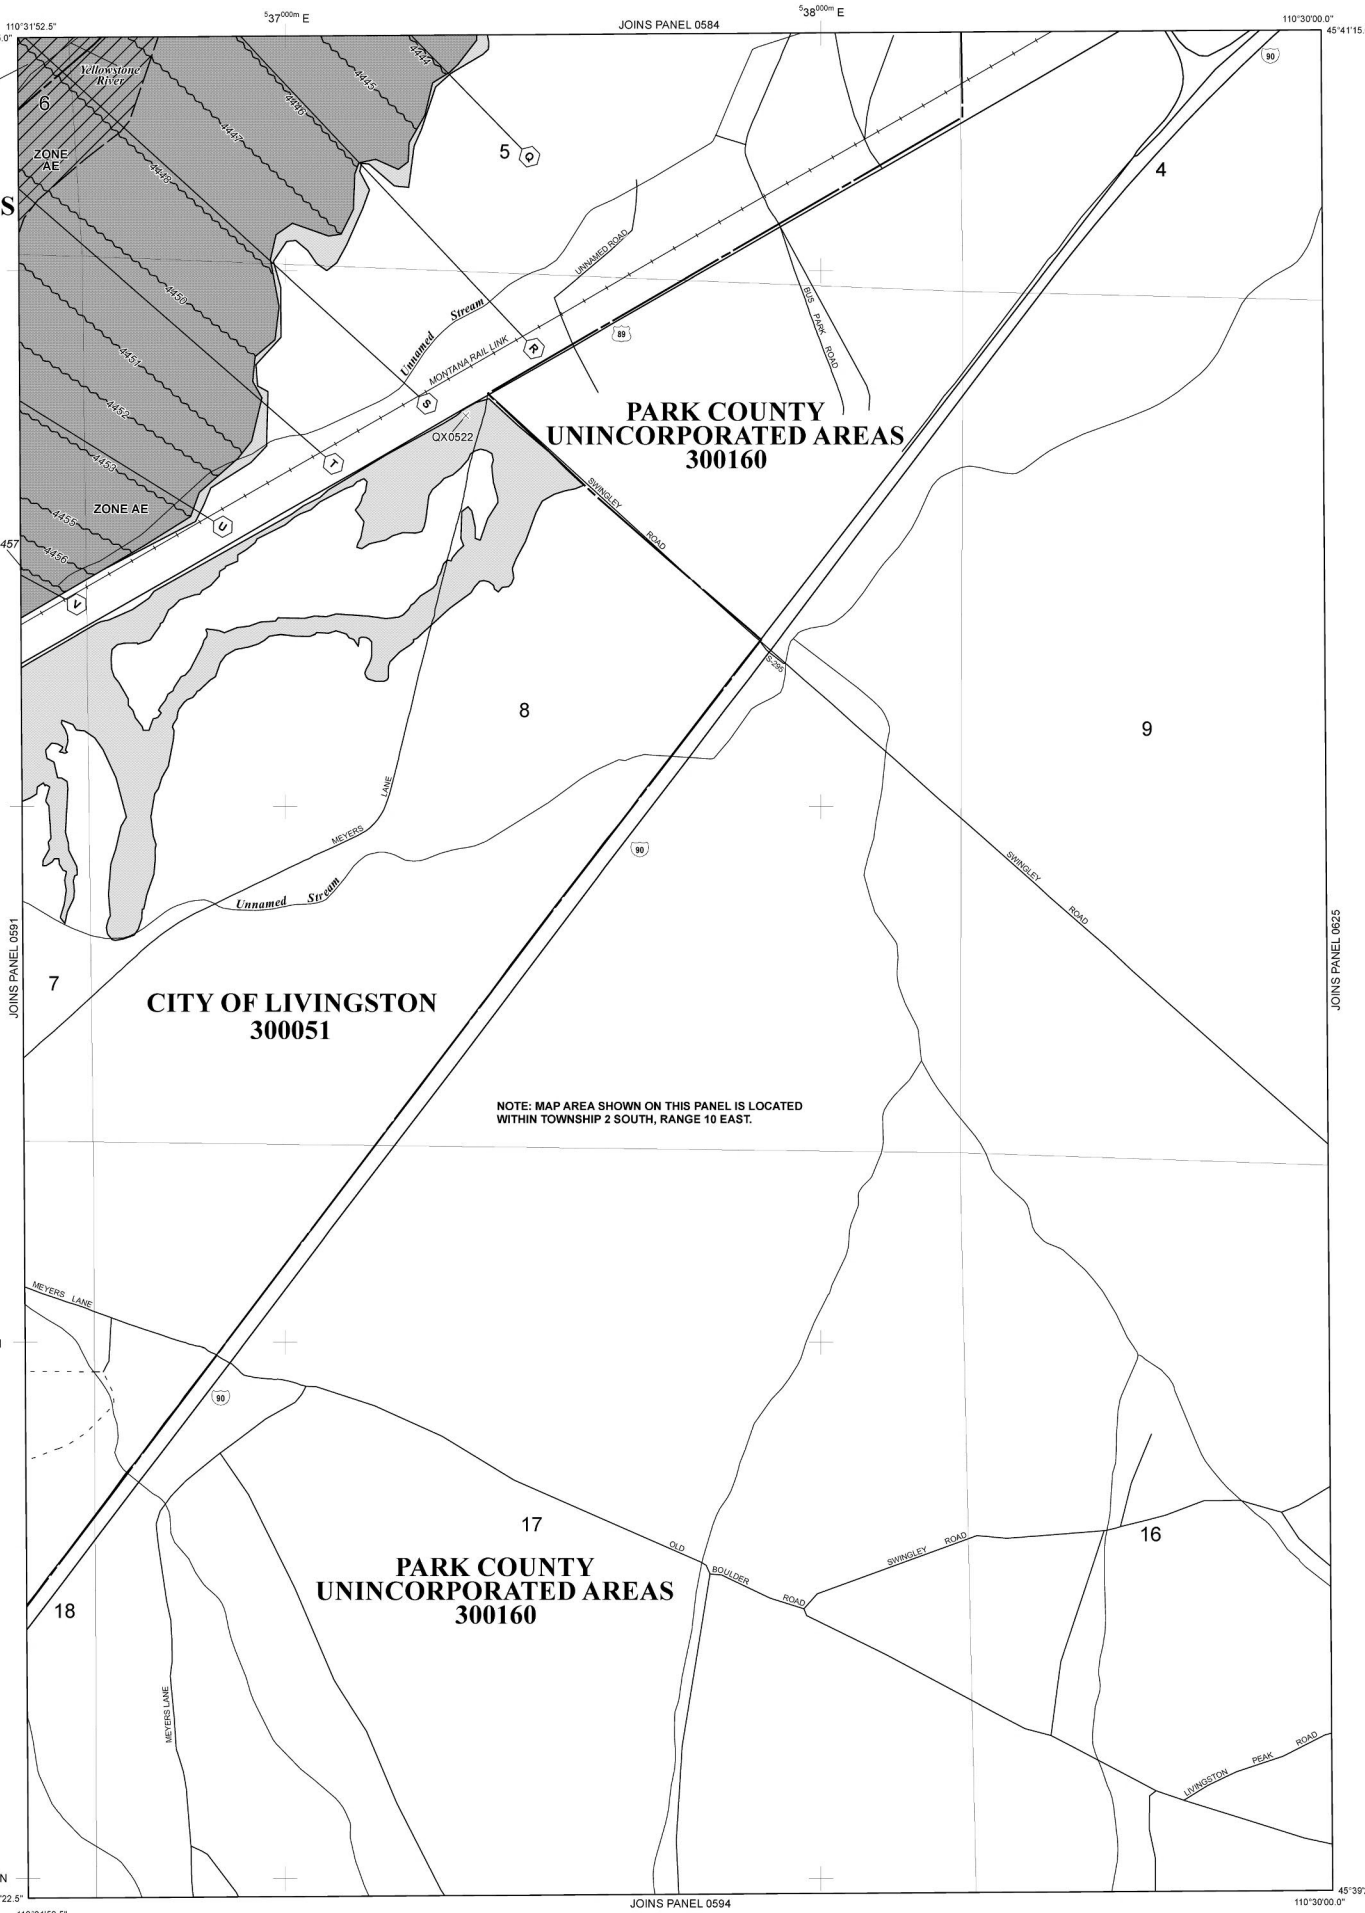 537000m E
538000m E
JOINS PANEL 0584
110°31'52.5"
110°30'00.0"
45°41'15.
90
Yellowstone
River
6
ZONE
AE
S
4444
4445
4446
4447
4448
4450
4451
4452
4453
4455
4456
457
5
Q
4
R
S
T
U
V
UNNAMED ROAD
Unnamed Stream
MONTANA RAIL LINK
89
BUS PARK ROAD
QX0522
PARK COUNTY
UNINCORPORATED AREAS
300160
ZONE AE
SWINGLEY ROAD
S-295
8
9
MEYERS LANE
90
Unnamed Stream
SWINGLEY ROAD
JOINS PANEL 0591
JOINS PANEL 0625
7
CITY OF LIVINGSTON
300051
NOTE: MAP AREA SHOWN ON THIS PANEL IS LOCATED
WITHIN TOWNSHIP 2 SOUTH, RANGE 10 EAST.
MEYERS LANE
90
17
OLD BOULDER ROAD
SWINGLEY ROAD
16
PARK COUNTY
UNINCORPORATED AREAS
300160
18
MEYERS LANE
LIVINGSTON PEAK ROAD
N
'22.5"
JOINS PANEL 0594
45°39'
110°30'00.0"